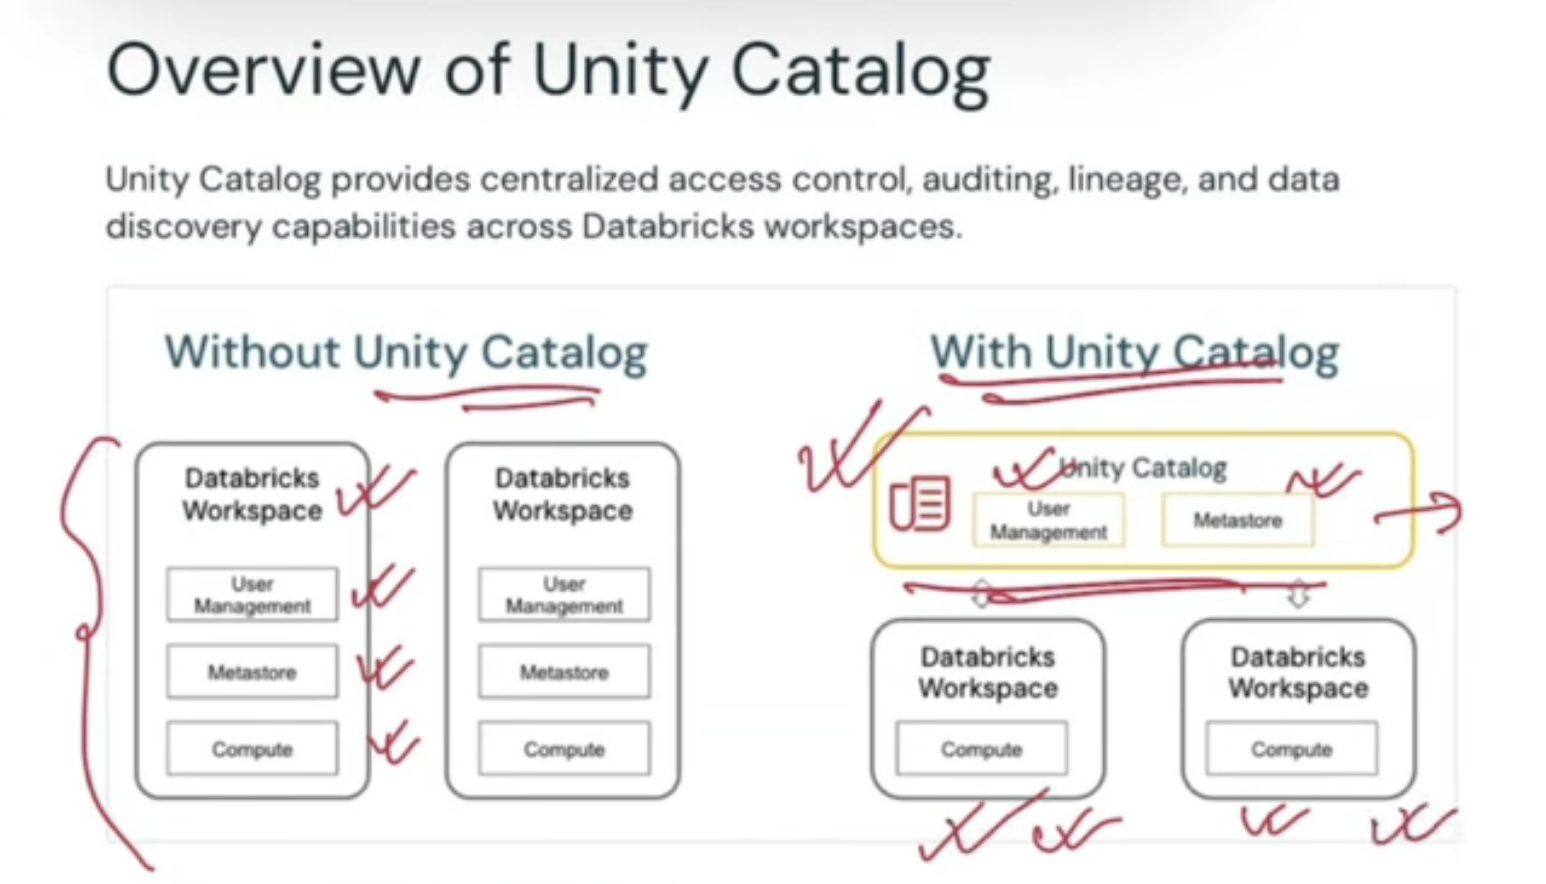 Overview of Unity Catalog
Unity Catalog provides centralized access control, auditing, lineage, and data
discovery capabilities across Databricks workspaces.
Without Unity Catalog
Databricks
Workspace
User
Management
Metastore
Compute
Databricks
Workspace
User
Management
Metastore
Compute
With Unity Catalog
Unity Catalog
User
Management
Metastore
Databricks
Workspace
Compute
Databricks
Workspace
Compute